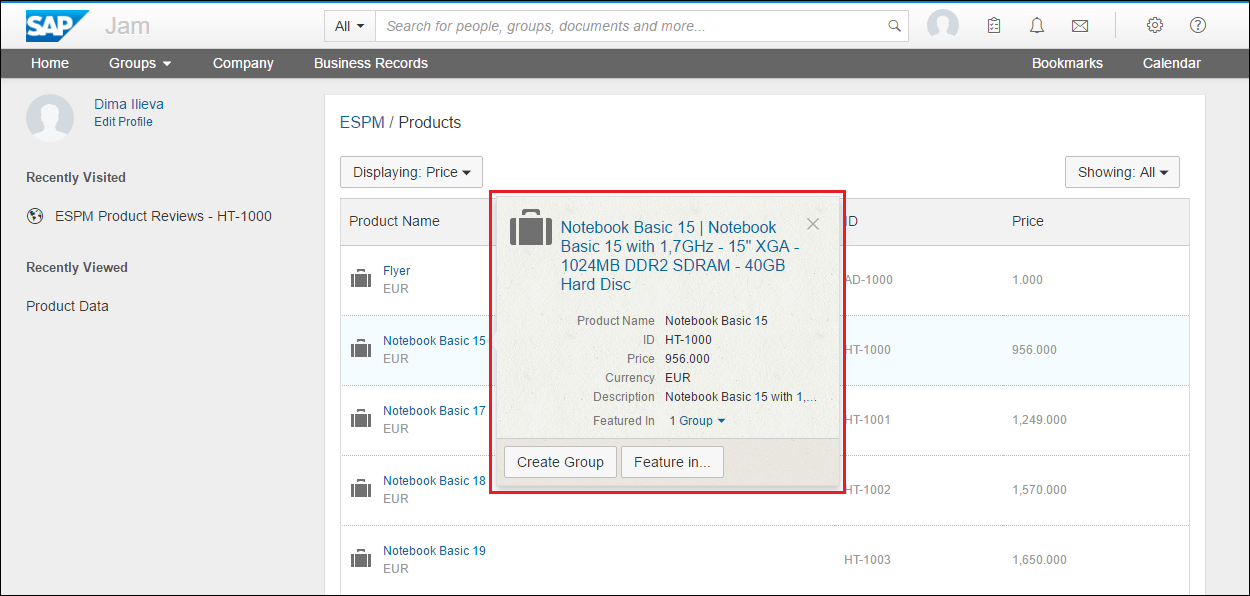 SAP Jam
All
Search for people, groups, documents and more...
Home Groups Company Business Records Bookmarks Calendar
Dima Ilieva
Edit Profile
Recently Visited
ESPM Product Reviews - HT-1000
Recently Viewed
Product Data
ESPM / Products
Displaying: Price
Showing: All
Product Name ID Price
Flyer
EUR
AD-1000 1.000
Notebook Basic 15
EUR
HT-1000 956.000
Notebook Basic 17
EUR
HT-1001 1,249.000
Notebook Basic 18
EUR
HT-1002 1,570.000
Notebook Basic 19
EUR
HT-1003 1,650.000
Notebook Basic 15 | Notebook
Basic 15 with 1,7GHz - 15" XGA -
1024MB DDR2 SDRAM - 40GB
Hard Disc
Product Name Notebook Basic 15
ID HT-1000
Price 956.000
Currency EUR
Description Notebook Basic 15 with 1,...
Featured In 1 Group
Create Group Feature in...